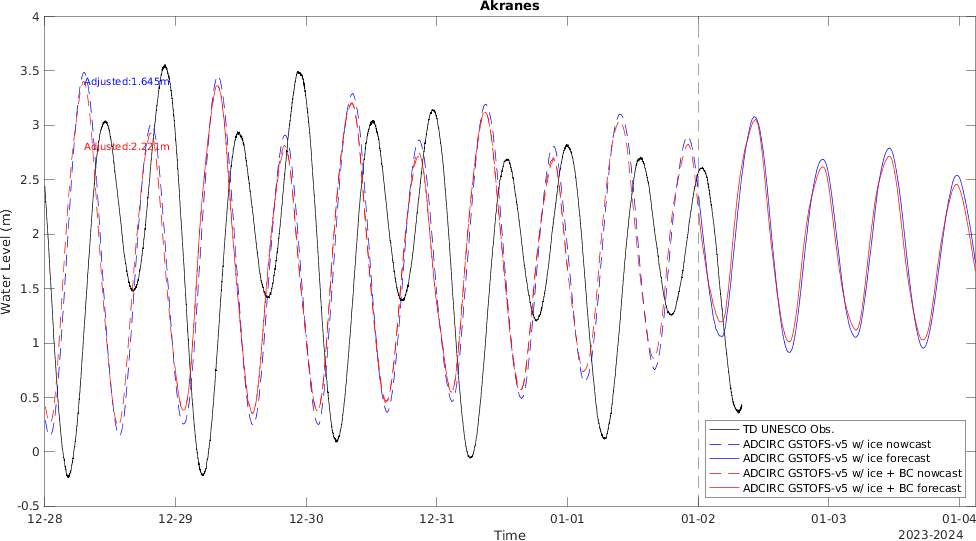 Akranes
4
3.5
3
2.5
2
1.5
1
0.5
0
-0.5
Water Level (m)
Adjusted:1.645m
Adjusted:2.221m
TD UNESCO Obs.
ADCIRC GSTOFS-v5 w/ ice nowcast
ADCIRC GSTOFS-v5 w/ ice forecast
ADCIRC GSTOFS-v5 w/ ice + BC nowcast
ADCIRC GSTOFS-v5 w/ ice + BC forecast
12-28 12-29 12-30 12-31 01-01 01-02 01-03 01-04
Time
2023-2024